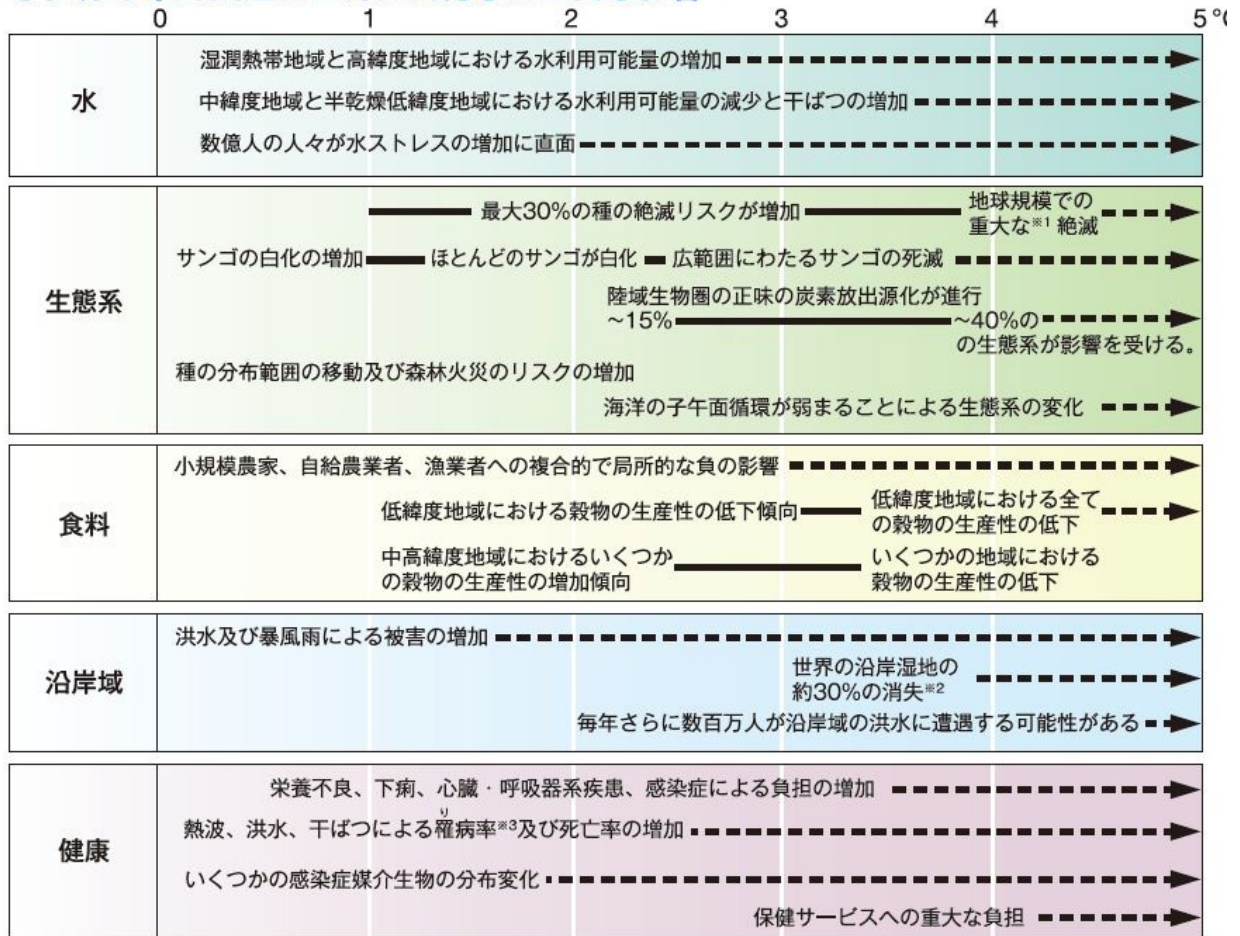 0 1 2 3 4 5℃
水
湿潤熱帯地域と高緯度地域における水利用可能量の増加
中緯度地域と半乾燥低緯度地域における水利用可能量の減少と干ばつの増加
数億人の人々が水ストレスの増加に直面
生態系
最大30%の種の絶滅リスクが増加
地球規模での
重大な※1 絶滅
サンゴの白化の増加 ほとんどのサンゴが白化 広範囲にわたるサンゴの死滅
陸域生物圏の正味の炭素放出源化が進行
~15% ~40%の
の生態系が影響を受ける。
種の分布範囲の移動及び森林火災のリスクの増加
海洋の子午面循環が弱まることによる生態系の変化
食料
小規模農家、自給農業者、漁業者への複合的で局所的な負の影響
低緯度地域における穀物の生産性の低下傾向
低緯度地域における全て
の穀物の生産性の低下
中高緯度地域におけるいくつか
の穀物の生産性の増加傾向
いくつかの地域における
穀物の生産性の低下
沿岸域
洪水及び暴風雨による被害の増加
世界の沿岸湿地の
約30%の消失※2
毎年さらに数百万人が沿岸域の洪水に遭遇する可能性がある
健康
栄養不良、下痢、心臓・呼吸器系疾患、感染症による負担の増加
り
熱波、洪水、干ばつによる罹病率※3及び死亡率の増加
いくつかの感染症媒介生物の分布変化
保健サービスへの重大な負担